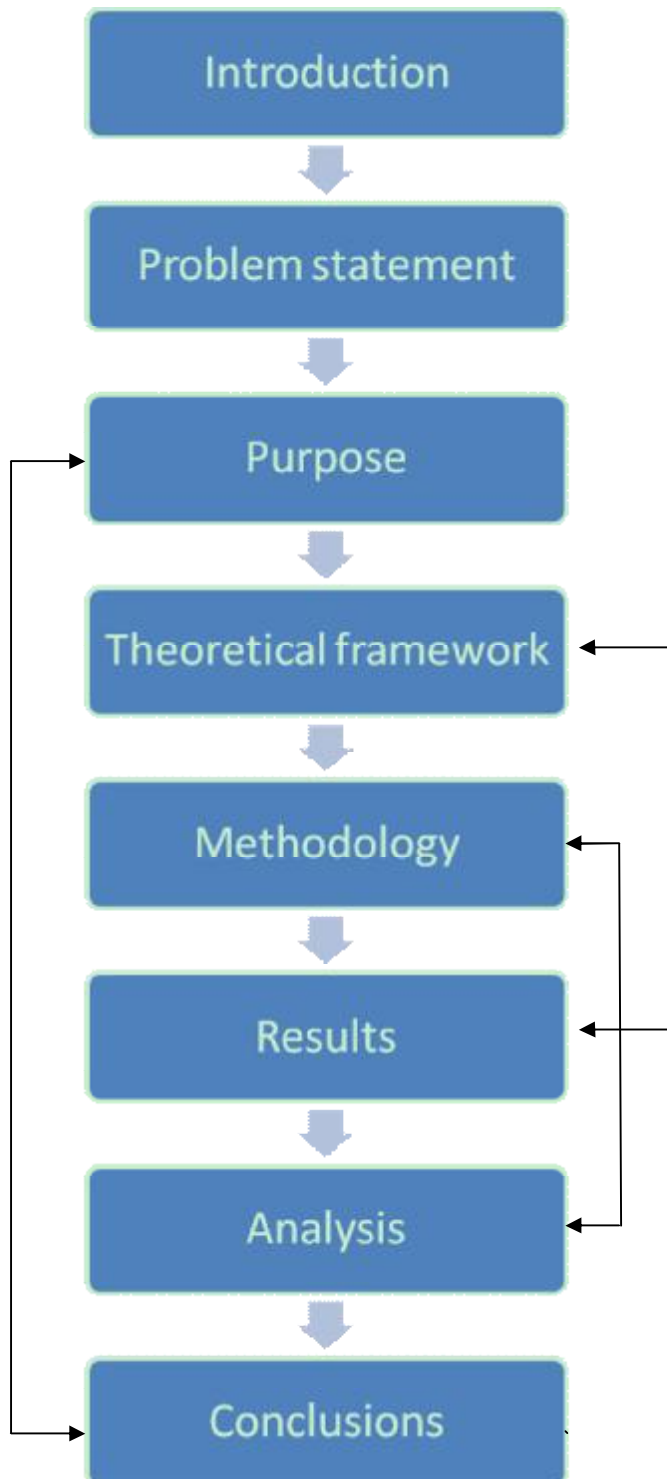 Introduction
Problem statement
Purpose
Theoretical framework
Methodology
Results
Analysis
Conclusions